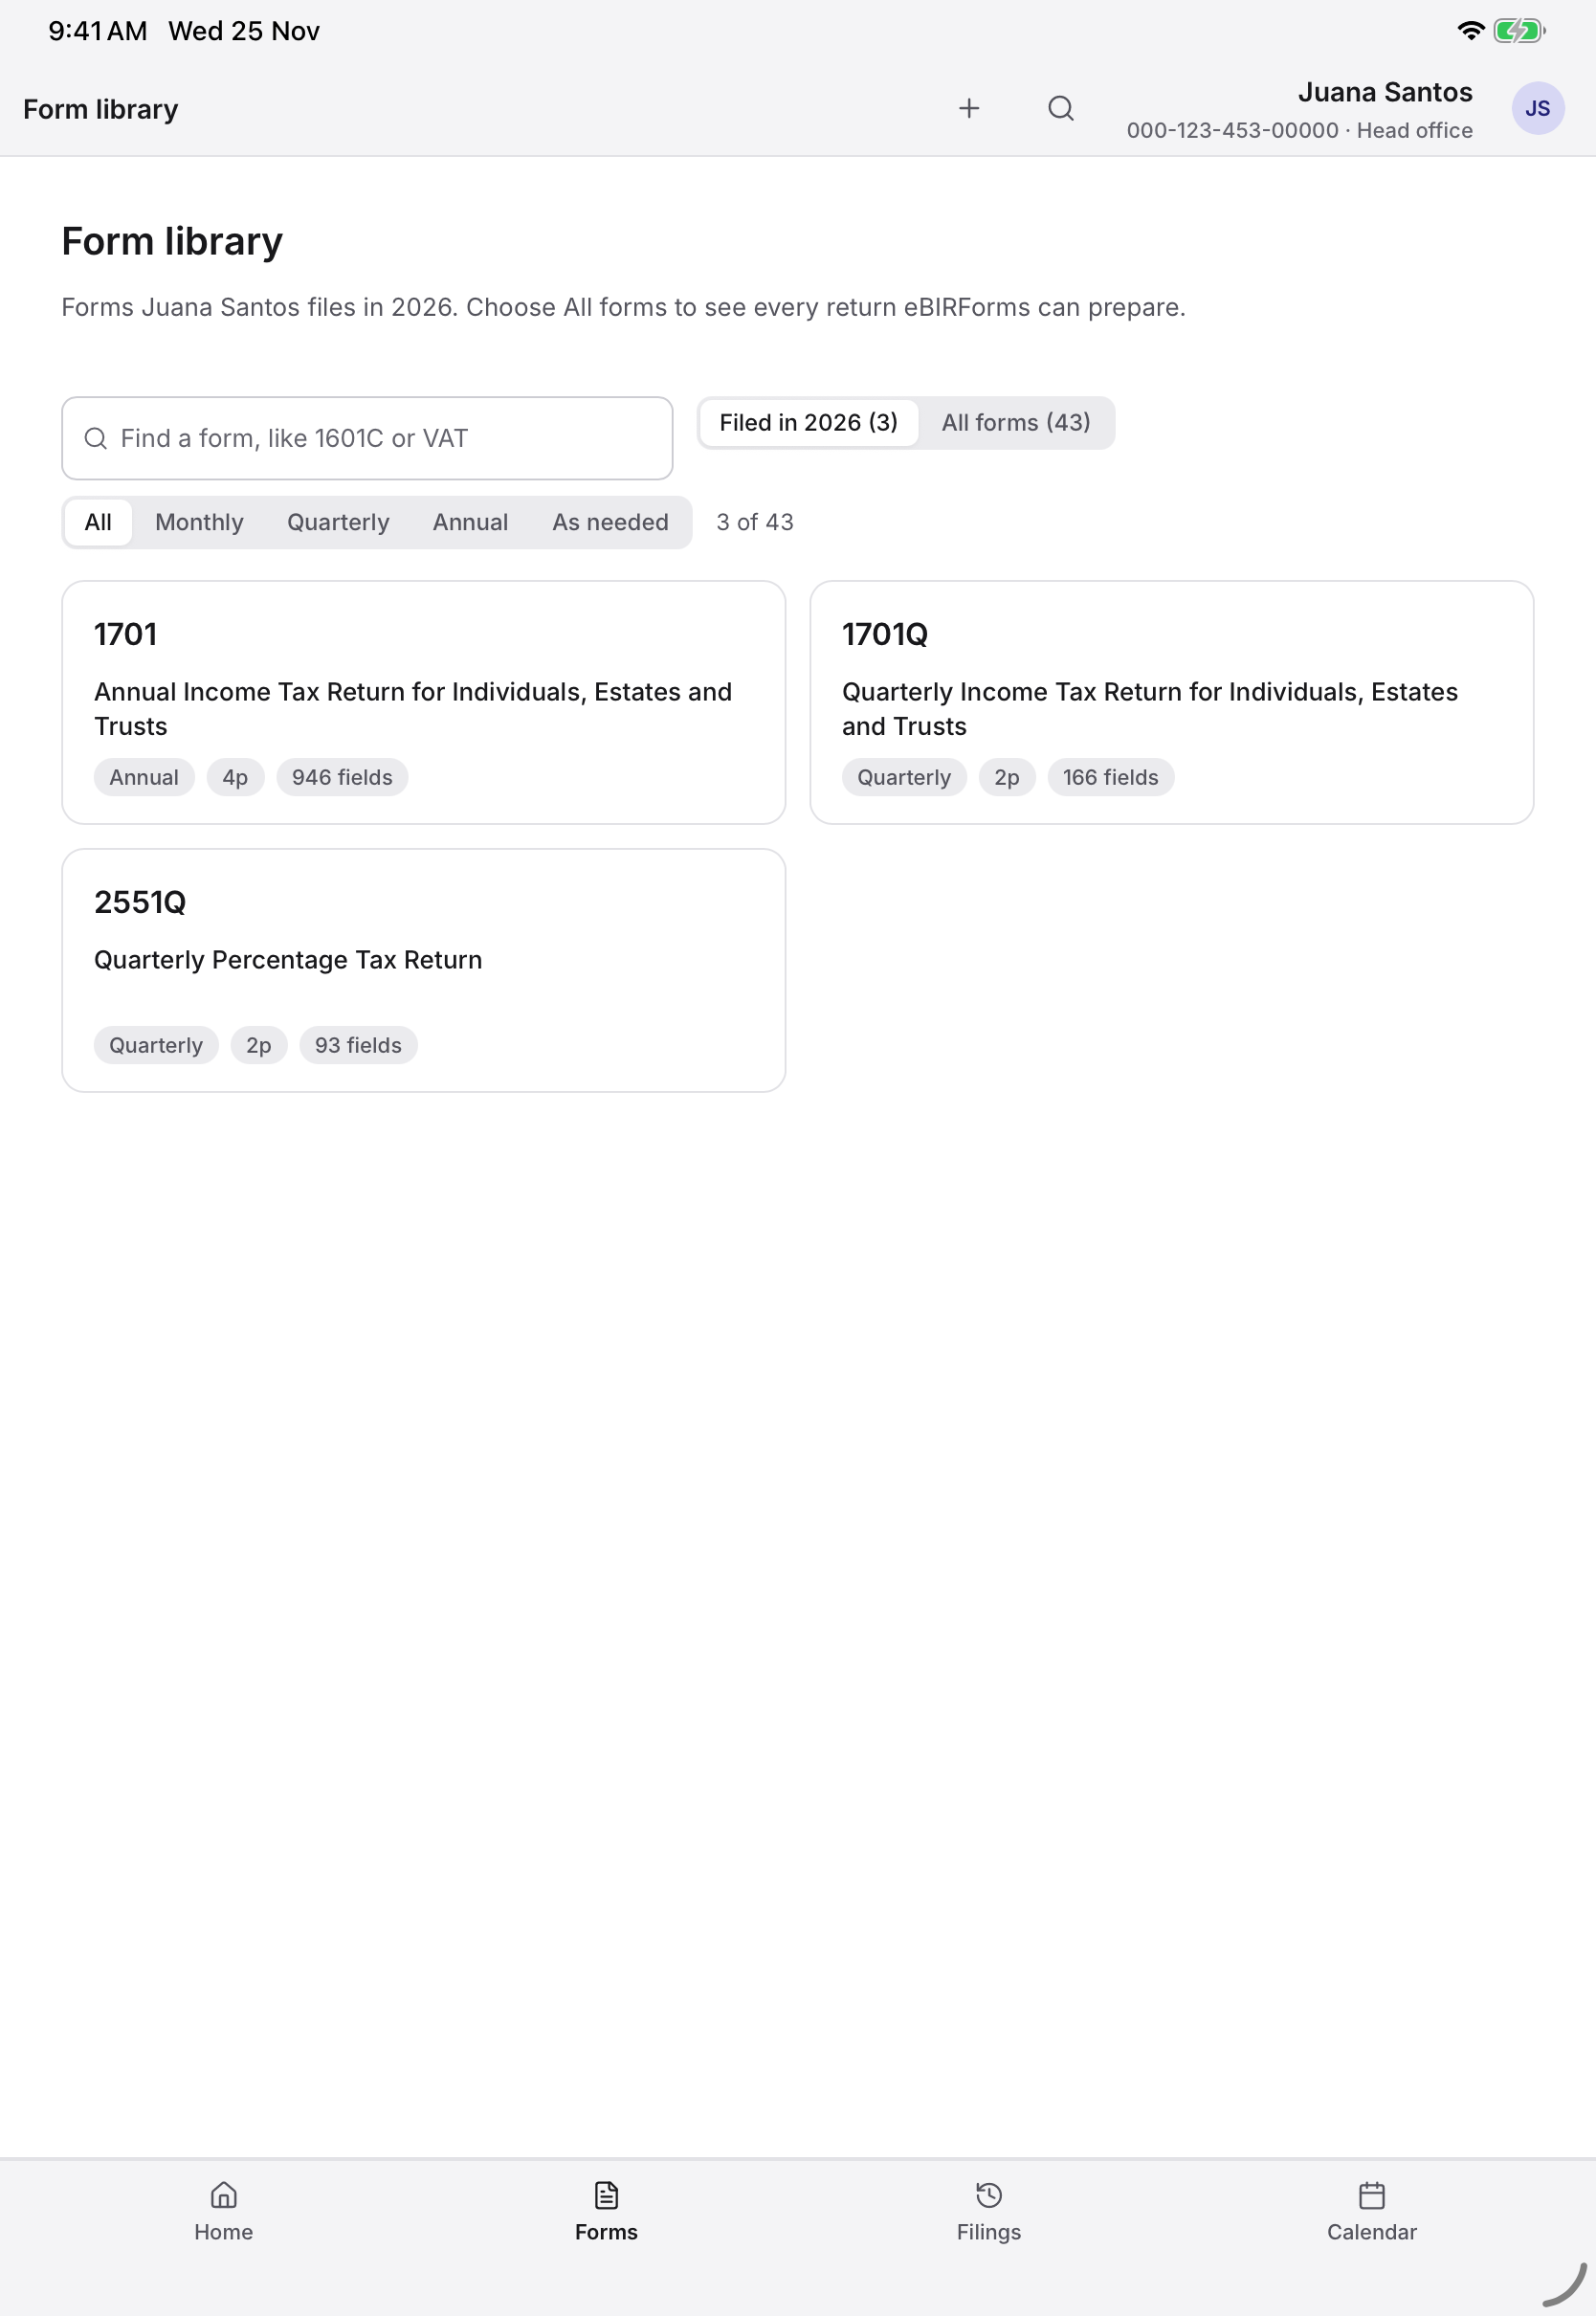 9:41 AM Wed 25 Nov
Form library
Juana Santos
000-123-453-00000 · Head office
JS
Form library
Forms Juana Santos files in 2026. Choose All forms to see every return eBIRForms can prepare.
Find a form, like 1601C or VAT
Filed in 2026 (3) All forms (43)
All Monthly Quarterly Annual As needed 3 of 43
1701
Annual Income Tax Return for Individuals, Estates and
Trusts
Annual 4p 946 fields
1701Q
Quarterly Income Tax Return for Individuals, Estates
and Trusts
Quarterly 2p 166 fields
2551Q
Quarterly Percentage Tax Return
Quarterly 2p 93 fields
Home Forms Filings Calendar